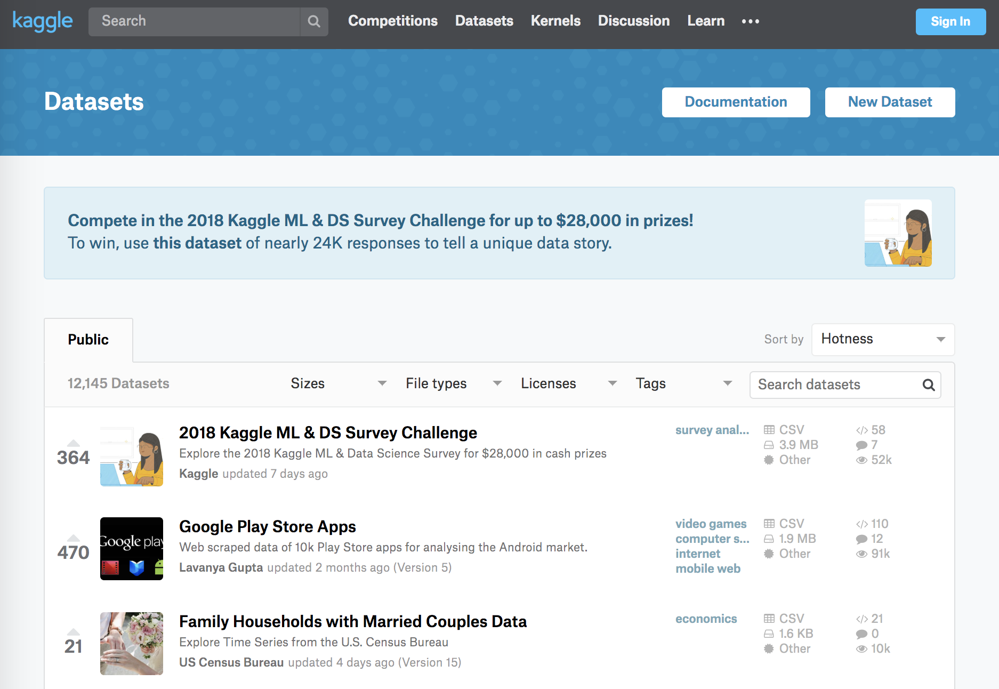 kaggle Search Competitions Datasets Kernels Discussion Learn Sign In
Datasets Documentation New Dataset
Compete in the 2018 Kaggle ML & DS Survey Challenge for up to $28,000 in prizes!
To win, use this dataset of nearly 24K responses to tell a unique data story.
Public Sort by Hotness
12,145 Datasets Sizes File types Licenses Tags Search datasets
364
2018 Kaggle ML & DS Survey Challenge
Explore the 2018 Kaggle ML & Data Science Survey for $28,000 in cash prizes
Kaggle updated 7 days ago
survey anal...
CSV
3.9 MB
Other
58
7
52k
470
Google play
Google Play Store Apps
Web scraped data of 10k Play Store apps for analysing the Android market.
Lavanya Gupta updated 2 months ago (Version 5)
video games
computer s...
internet
mobile web
CSV
1.9 MB
Other
110
12
91k
21
Family Households with Married Couples Data
Explore Time Series from the U.S. Census Bureau
US Census Bureau updated 4 days ago (Version 15)
economics
CSV
1.6 KB
Other
21
0
10k